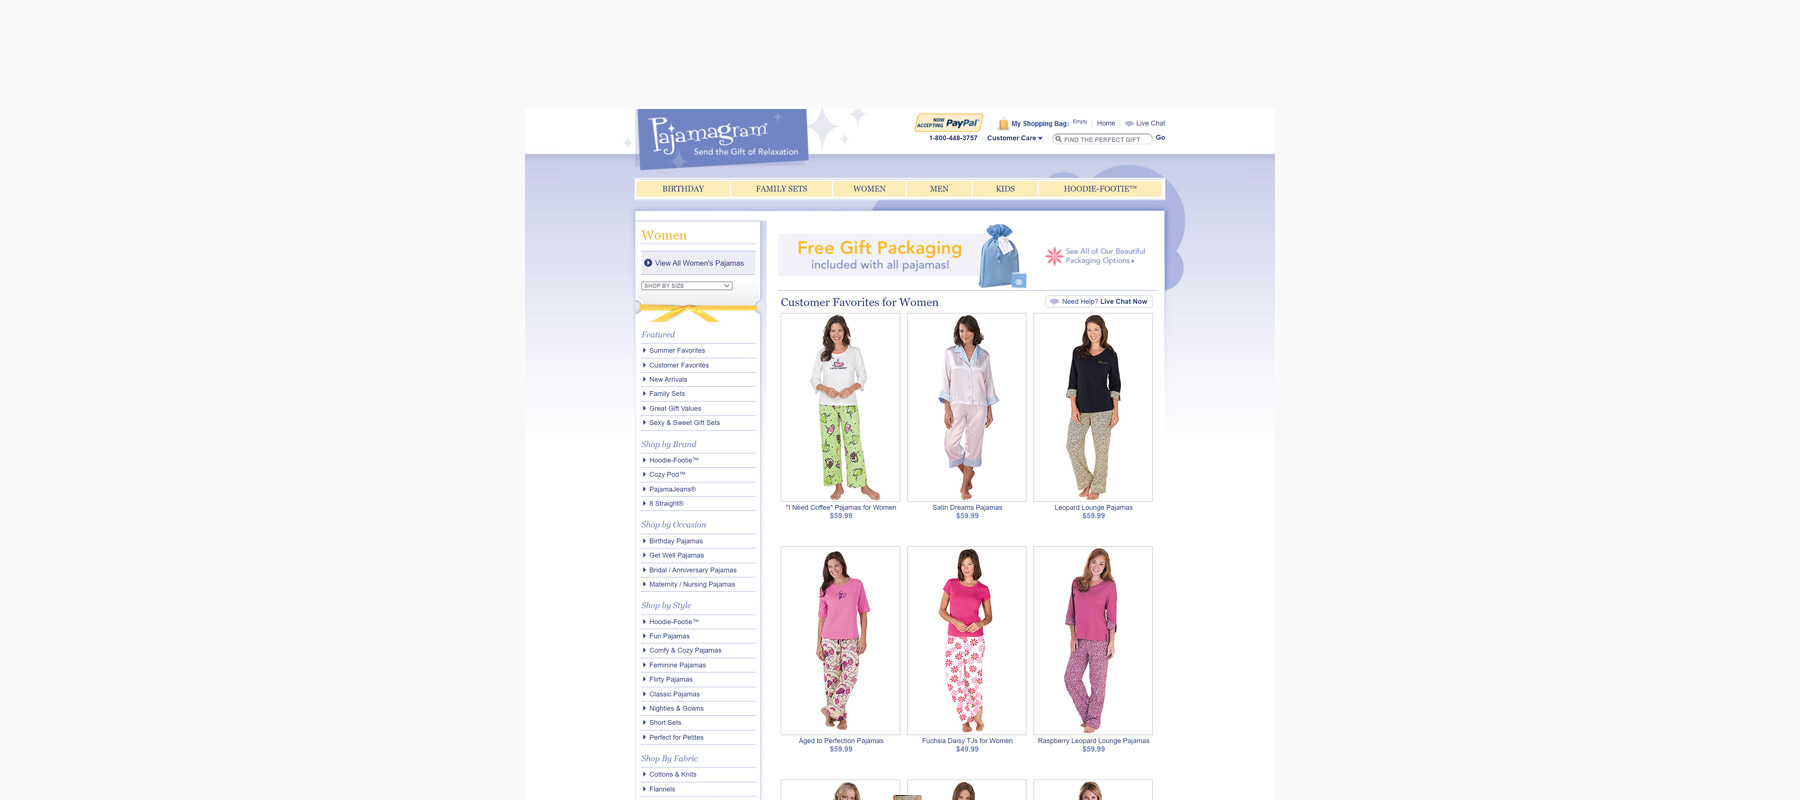 Pajamagram®
Send the Gift of Relaxation
NOW ACCEPTING PayPal
My Shopping Bag: Empty
Home
Live Chat
1-800-448-3757
Customer Care
FIND THE PERFECT GIFT
Go
BIRTHDAY
FAMILY SETS
WOMEN
MEN
KIDS
HOODIE-FOOTIE™
Women
View All Women's Pajamas
SHOP BY SIZE
Featured
Summer Favorites
Customer Favorites
New Arrivals
Family Sets
Great Gift Values
Sexy & Sweet Gift Sets
Shop by Brand
Hoodie-Footie™
Cozy Pod™
PajamaJeans®
8 Straight®
Shop by Occasion
Birthday Pajamas
Get Well Pajamas
Bridal / Anniversary Pajamas
Maternity / Nursing Pajamas
Shop by Style
Hoodie-Footie™
Fun Pajamas
Comfy & Cozy Pajamas
Feminine Pajamas
Flirty Pajamas
Classic Pajamas
Nighties & Gowns
Short Sets
Perfect for Petites
Shop By Fabric
Cottons & Knits
Flannels
Free Gift Packaging
included with all pajamas!
See All of Our Beautiful
Packaging Options
Customer Favorites for Women
Need Help? Live Chat Now
"I Need Coffee" Pajamas for Women
$59.99
Satin Dreams Pajamas
$59.99
Leopard Lounge Pajamas
$59.99
Aged to Perfection Pajamas
$59.99
Fuchsia Daisy TJs for Women
$49.99
Raspberry Leopard Lounge Pajamas
$59.99